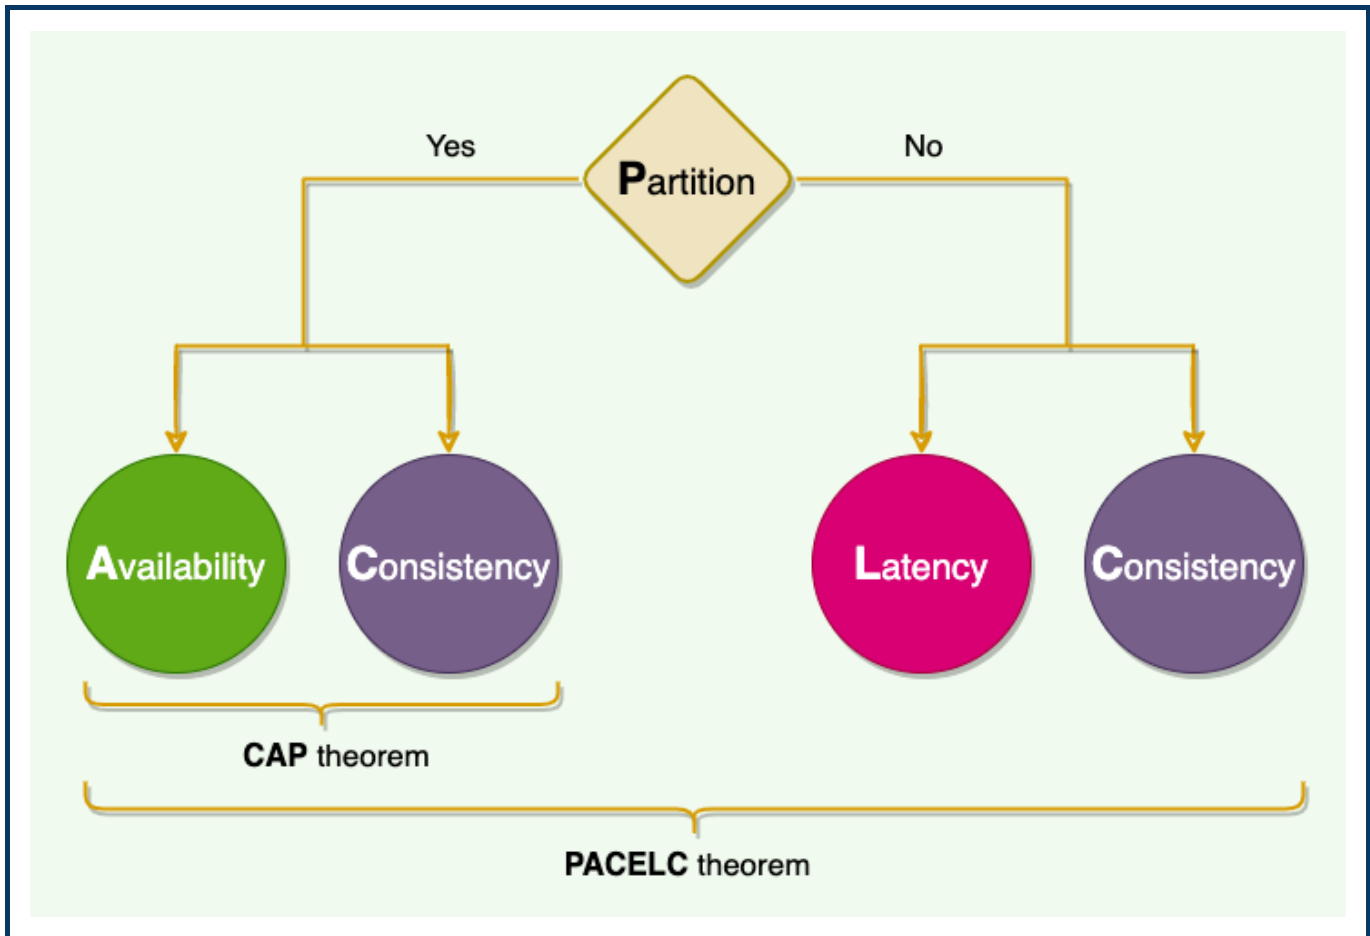 Yes
No
Partition
Availability
Consistency
Latency
Consistency
CAP theorem
PACELC theorem